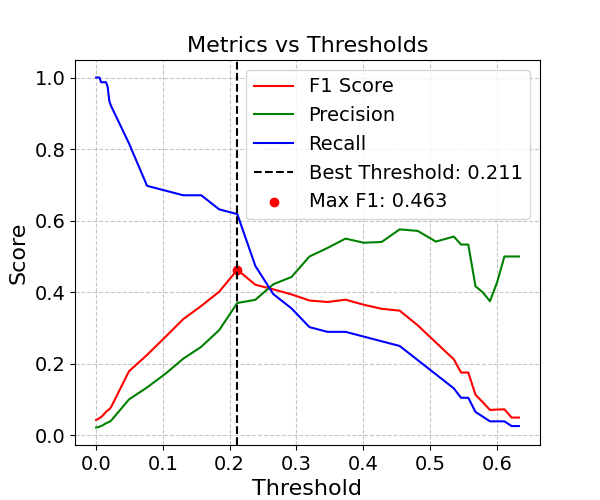 Metrics vs Thresholds
F1 Score
Precision
Recall
Best Threshold: 0.211
Max F1: 0.463
Score
1.0
0.8
0.6
0.4
0.2
0.0
0.0 0.1 0.2 0.3 0.4 0.5 0.6
Threshold